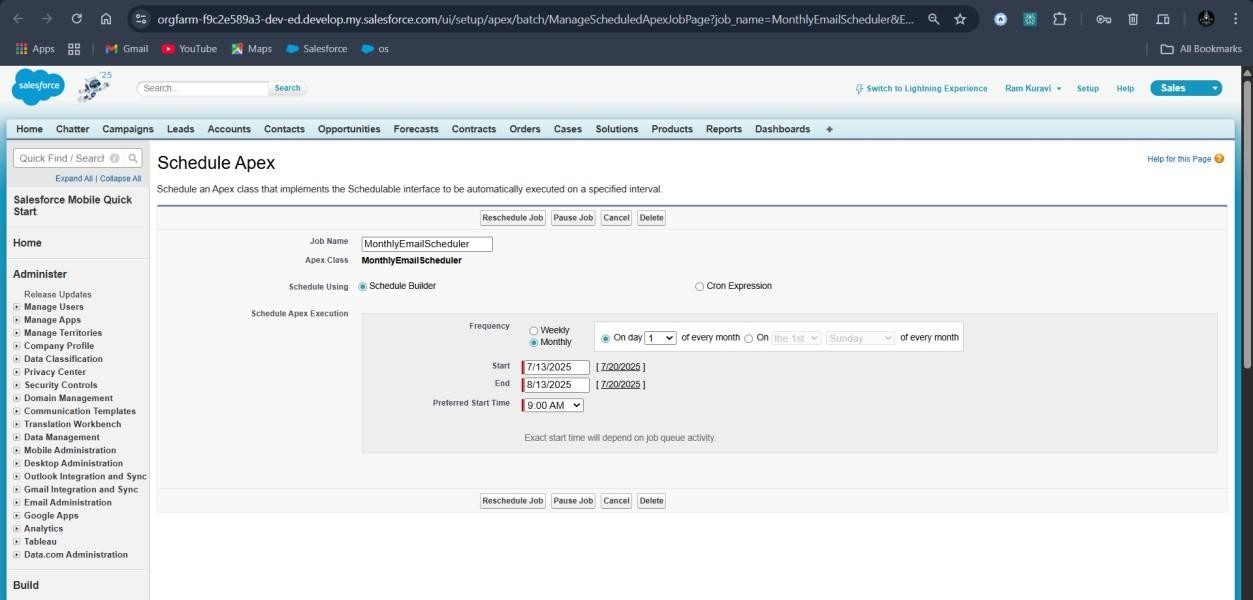 orgfarm-f9c2e589a3-dev-ed.develop.my.salesforce.com/ui/setup/apex/batch/ManageScheduledApexJobPage?job_name=MonthlyEmailScheduler&E...
Apps Gmail YouTube Maps Salesforce os All Bookmarks
salesforce '25 Search... Search Switch to Lightning Experience Ram Kuravi Setup Help Sales
Home Chatter Campaigns Leads Accounts Contacts Opportunities Forecasts Contracts Orders Cases Solutions Products Reports Dashboards +
Quick Find / Search
Expand All | Collapse All
Salesforce Mobile Quick
Start
Home
Administer
Release Updates
Manage Users
Manage Apps
Manage Territories
Company Profile
Data Classification
Privacy Center
Security Controls
Domain Management
Communication Templates
Translation Workbench
Data Management
Mobile Administration
Desktop Administration
Outlook Integration and Sync
Gmail Integration and Sync
Email Administration
Google Apps
Analytics
Tableau
Data.com Administration
Build
Schedule Apex
Help for this Page ?
Schedule an Apex class that implements the Schedulable interface to be automatically executed on a specified interval.
Reschedule Job Pause Job Cancel Delete
Job Name MonthlyEmailScheduler
Apex Class MonthlyEmailScheduler
Schedule Using Schedule Builder Cron Expression
Schedule Apex Execution
Frequency Weekly
Monthly
On day 1 of every month On the 1st Sunday of every month
Start 7/13/2025 [ 7/20/2025 ]
End 8/13/2025 [ 7/20/2025 ]
Preferred Start Time 9:00 AM
Exact start time will depend on job queue activity.
Reschedule Job Pause Job Cancel Delete